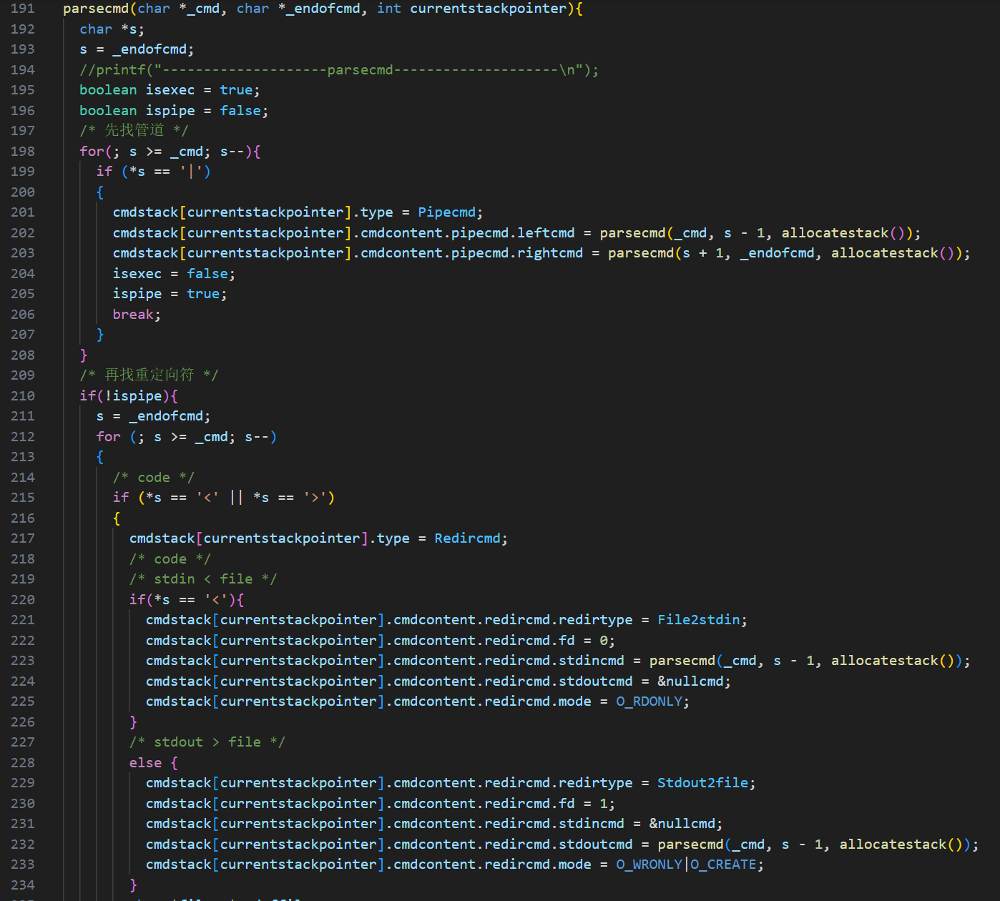 191 parsecmd(char *_cmd, char *_endofcmd, int currentstackpointer){
192 char *s;
193 s = _endofcmd;
194 //printf("--------------------parsecmd--------------------\n");
195 boolean isexec = true;
196 boolean ispipe = false;
197 /* 先找管道 */
198 for(; s >= _cmd; s--){
199 if (*s == '|')
200 {
201 cmdstack[currentstackpointer].type = Pipecmd;
202 cmdstack[currentstackpointer].cmdcontent.pipecmd.leftcmd = parsecmd(_cmd, s - 1, allocatestack());
203 cmdstack[currentstackpointer].cmdcontent.pipecmd.rightcmd = parsecmd(s + 1, _endofcmd, allocatestack());
204 isexec = false;
205 ispipe = true;
206 break;
207 }
208 }
209 /* 再找重定向符 */
210 if(!ispipe){
211 s = _endofcmd;
212 for (; s >= _cmd; s--)
213 {
214 /* code */
215 if (*s == '<' || *s == '>')
216 {
217 cmdstack[currentstackpointer].type = Redircmd;
218 /* code */
219 /* stdin < file */
220 if(*s == '<'){
221 cmdstack[currentstackpointer].cmdcontent.redircmd.redirtype = File2stdin;
222 cmdstack[currentstackpointer].cmdcontent.redircmd.fd = 0;
223 cmdstack[currentstackpointer].cmdcontent.redircmd.stdincmd = parsecmd(_cmd, s - 1, allocatestack());
224 cmdstack[currentstackpointer].cmdcontent.redircmd.stdoutcmd = &nullcmd;
225 cmdstack[currentstackpointer].cmdcontent.redircmd.mode = O_RDONLY;
226 }
227 /* stdout > file */
228 else {
229 cmdstack[currentstackpointer].cmdcontent.redircmd.redirtype = Stdout2file;
230 cmdstack[currentstackpointer].cmdcontent.redircmd.fd = 1;
231 cmdstack[currentstackpointer].cmdcontent.redircmd.stdincmd = &nullcmd;
232 cmdstack[currentstackpointer].cmdcontent.redircmd.stdoutcmd = parsecmd(_cmd, s - 1, allocatestack());
233 cmdstack[currentstackpointer].cmdcontent.redircmd.mode = O_WRONLY|O_CREATE;
234 }